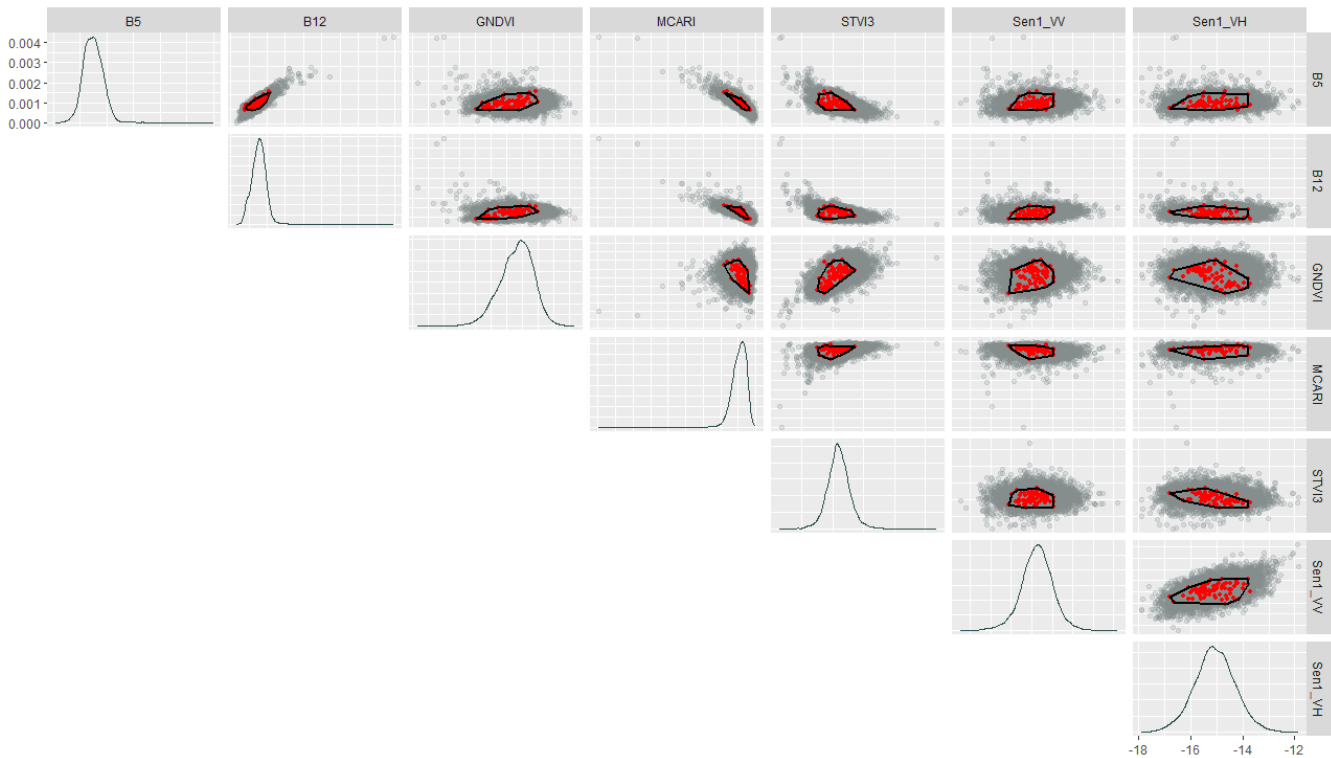 B5 B12 GNDVI MCARI STVI3 Sen1_VV Sen1_VH
0.004
0.003
0.002
0.001
0.000
B5
B12
GNDVI
MCARI
STVI3
Sen1_VV
Sen1_VH
-18 -16 -14 -12